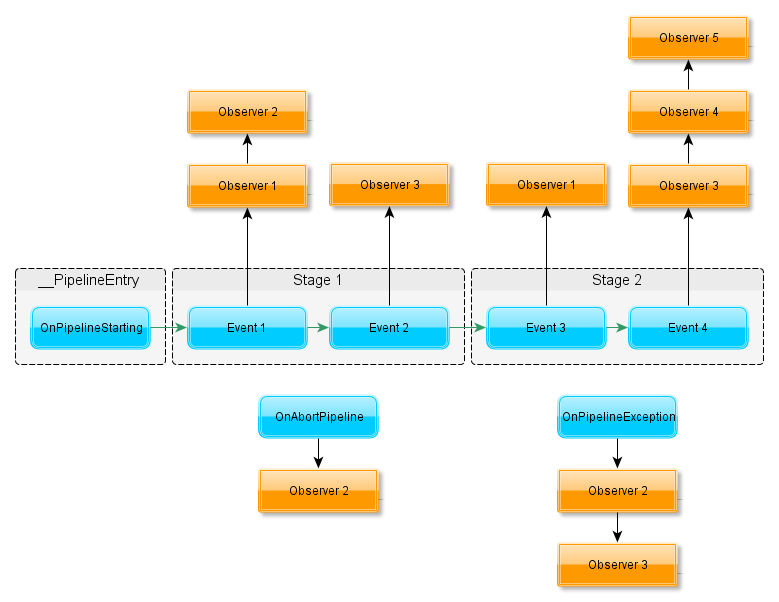 Observer 5
Observer 2
Observer 4
Observer 1
Observer 3
Observer 1
Observer 3
__PipelineEntry
Stage 1
Stage 2
OnPipelineStarting
Event 1
Event 2
Event 3
Event 4
OnAbortPipeline
OnPipelineException
Observer 2
Observer 2
Observer 3